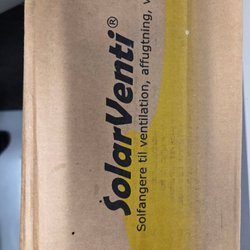 SolarVenti®
Solfangere til ventilation, affugtning, v